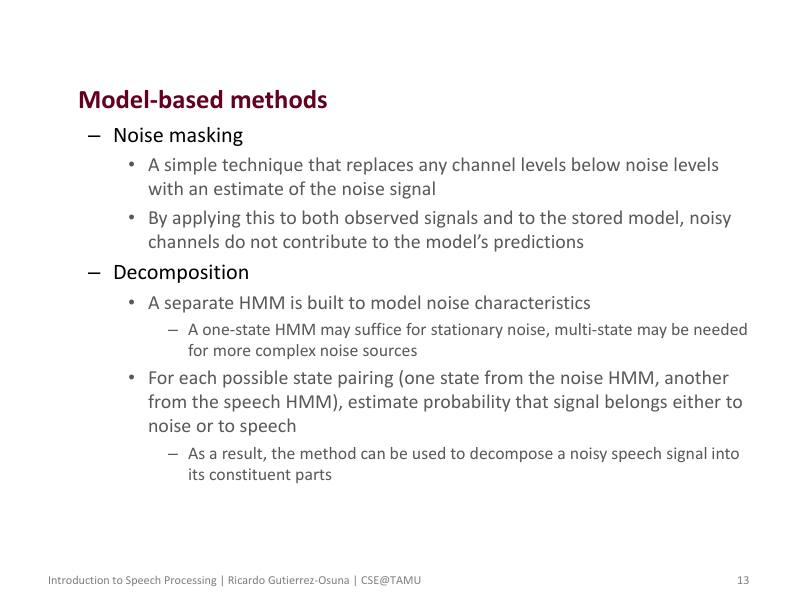 Model-based methods
– Noise masking
• A simple technique that replaces any channel levels below noise levels
with an estimate of the noise signal
• By applying this to both observed signals and to the stored model, noisy
channels do not contribute to the model’s predictions
– Decomposition
• A separate HMM is built to model noise characteristics
– A one-state HMM may suffice for stationary noise, multi-state may be needed
for more complex noise sources
• For each possible state pairing (one state from the noise HMM, another
from the speech HMM), estimate probability that signal belongs either to
noise or to speech
– As a result, the method can be used to decompose a noisy speech signal into
its constituent parts
Introduction to Speech Processing | Ricardo Gutierrez-Osuna | CSE@TAMU 13